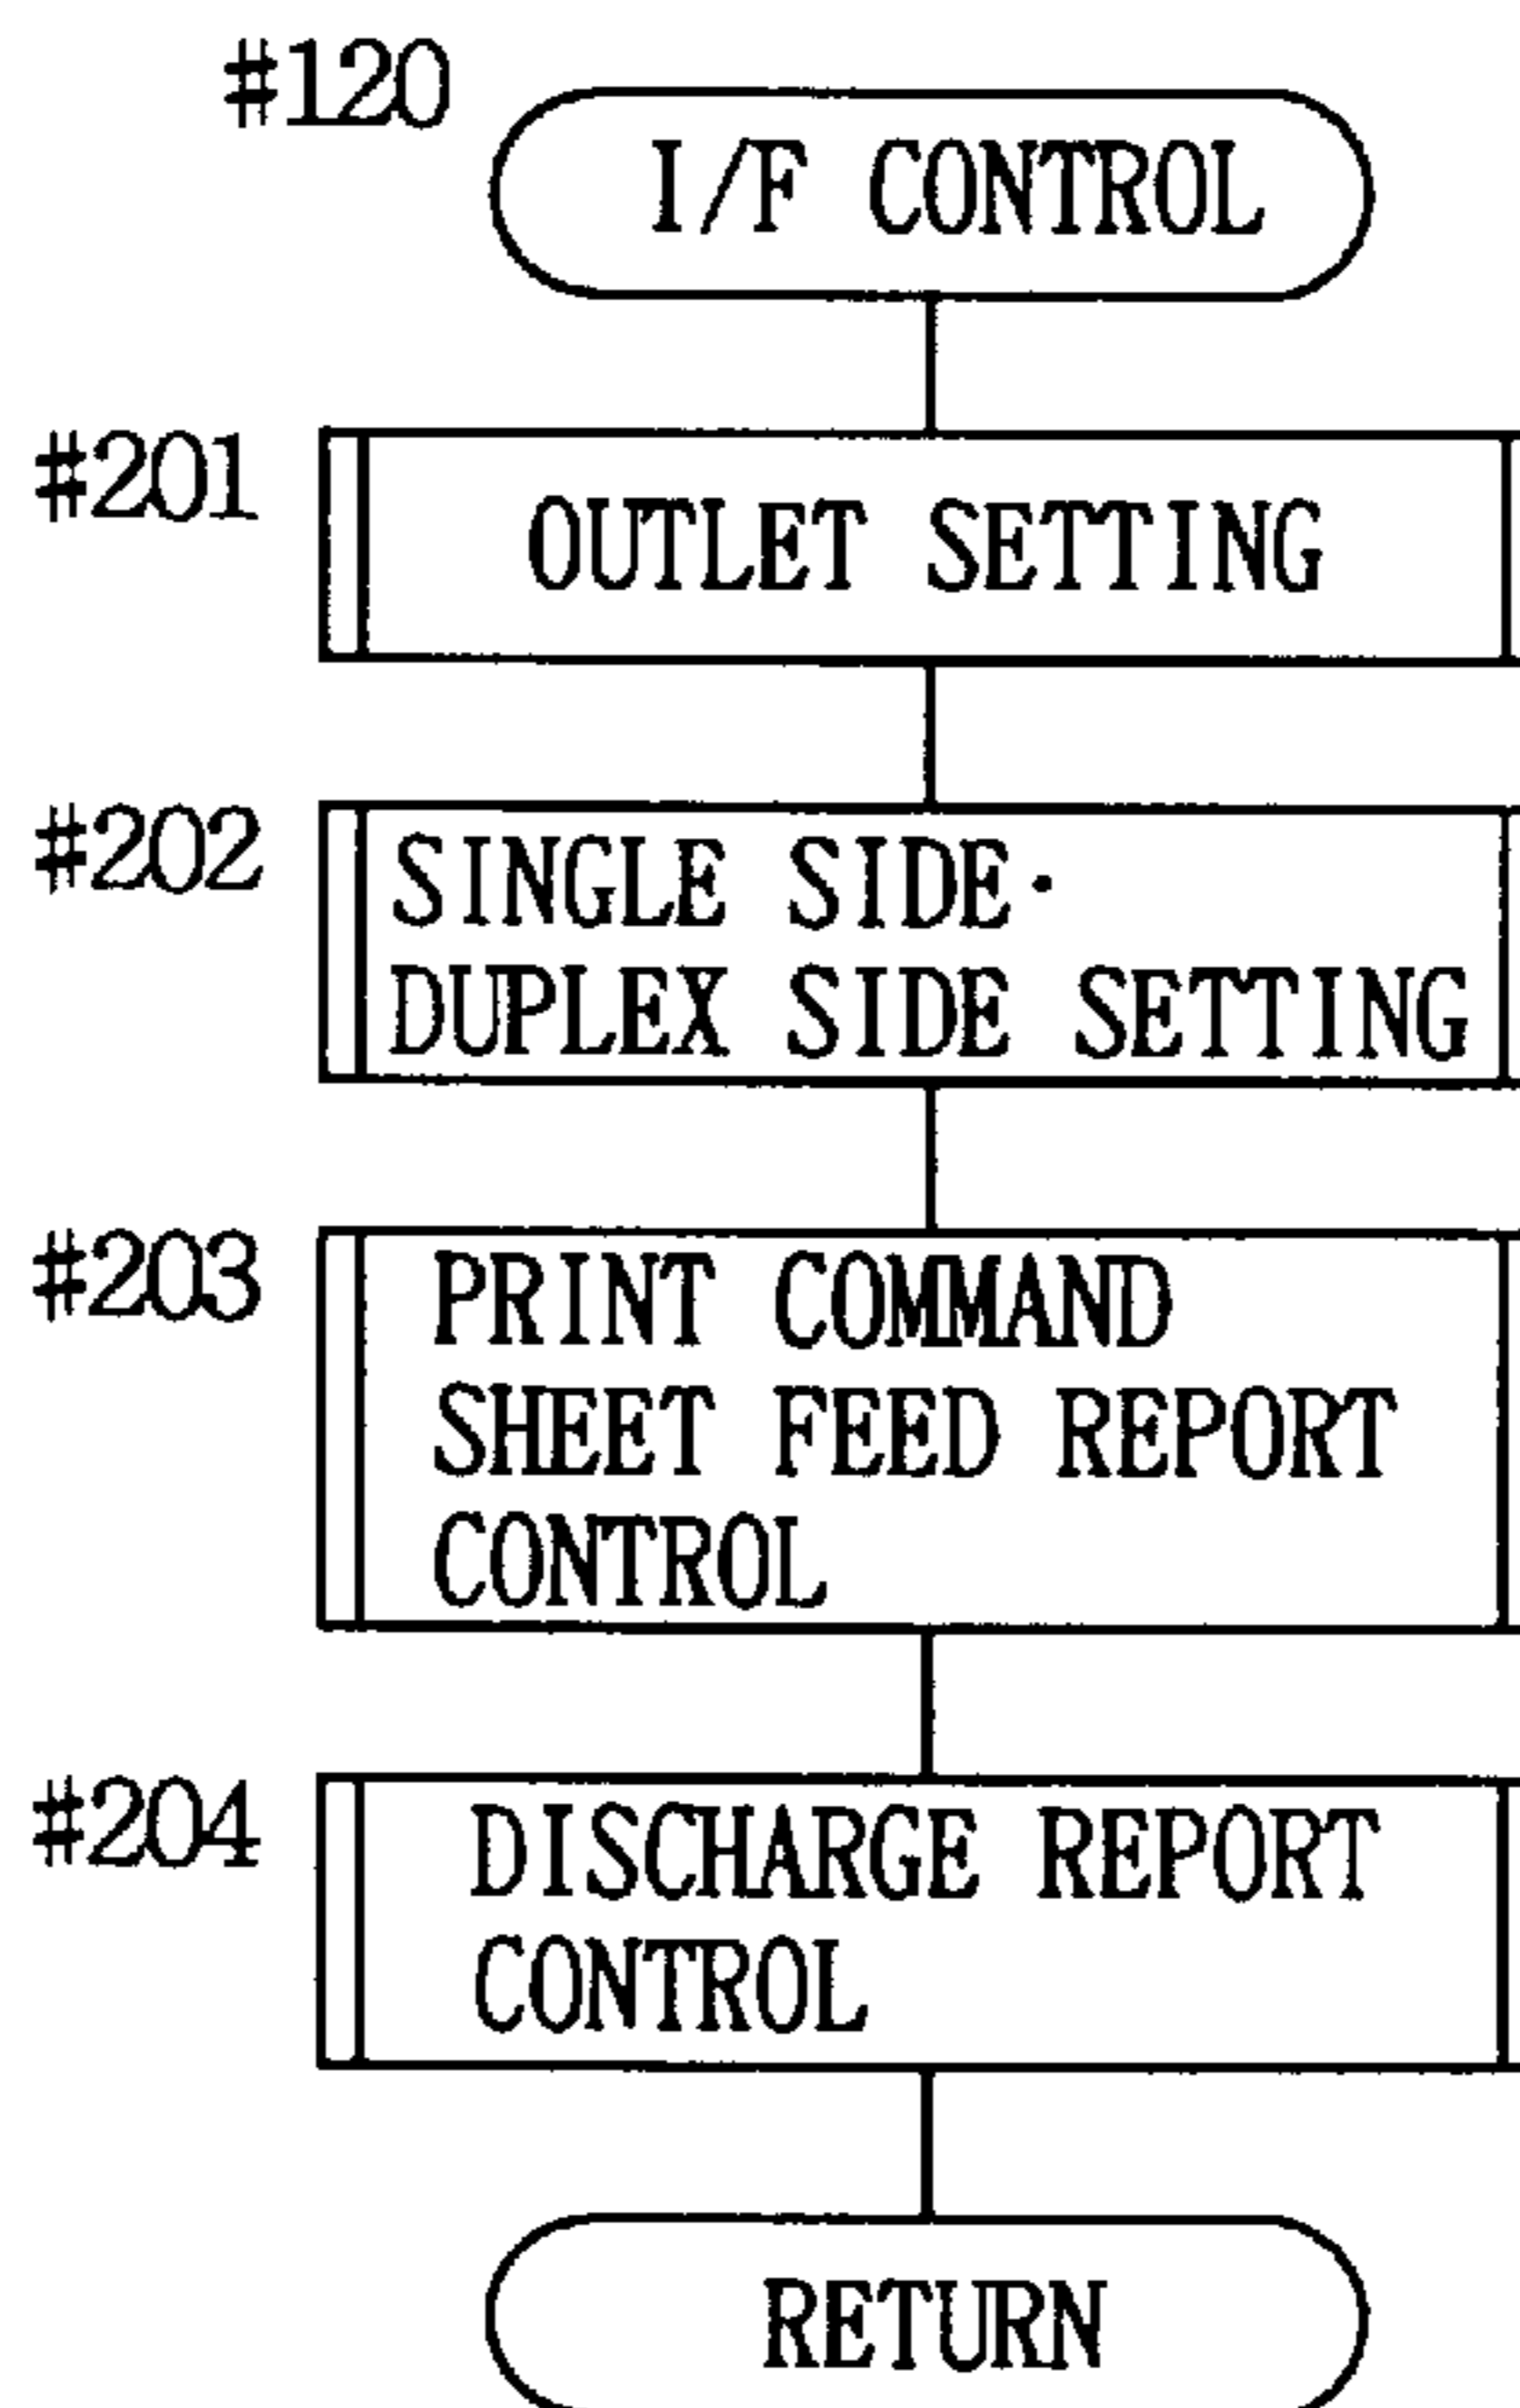 #120
I/F CONTROL
#201
OUTLET SETTING
#202
SINGLE SIDE·
DUPLEX SIDE SETTING
#203
PRINT COMMAND
SHEET FEED REPORT
CONTROL
#204
DISCHARGE REPORT
CONTROL
RETURN